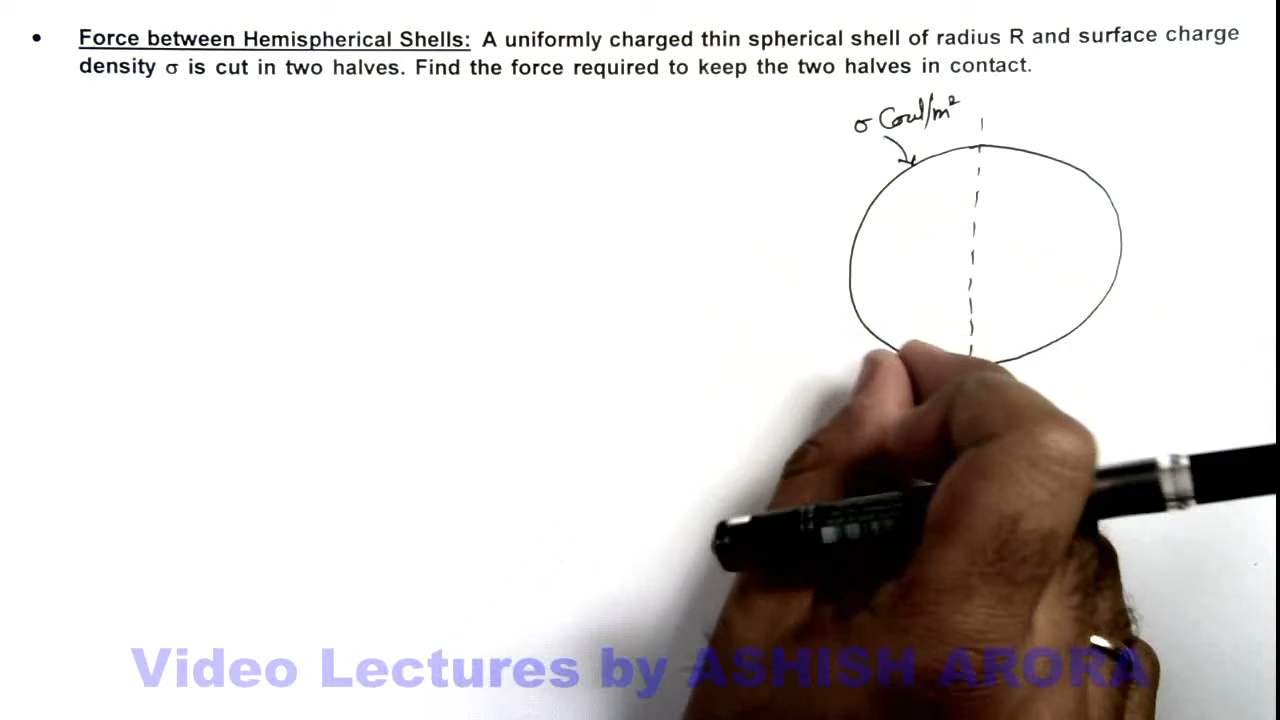 • Force between Hemispherical Shells: A uniformly charged thin spherical shell of radius R and surface charge
density σ is cut in two halves. Find the force required to keep the two halves in contact.
σ Coul/m²
Video Lectures by ASHISH ARORA